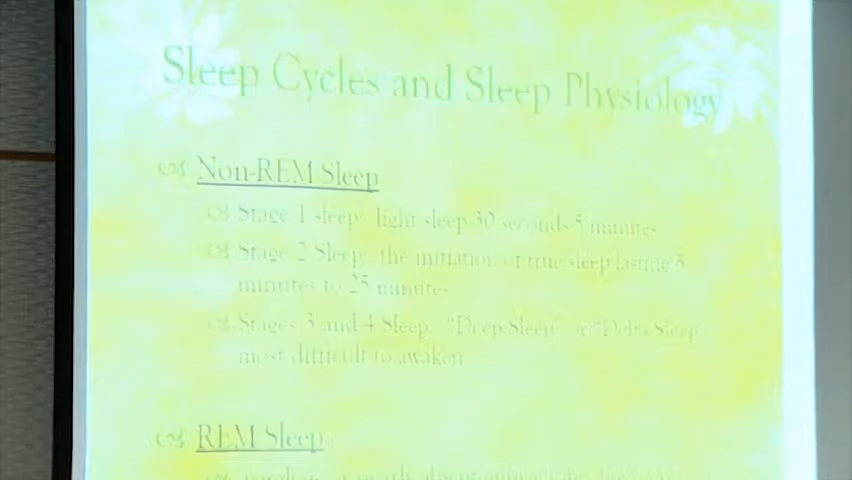 Sleep Cycles and Sleep Physiology
Non-REM Sleep
Stage 1 sleep: light sleep 30 seconds-5 minutes
Stage 2 Sleep: the initiation of true sleep lasting 5
minutes to 25 minutes
Stages 3 and 4 Sleep: "Deep Sleep" or "Delta Sleep
most difficult to awaken
REM Sleep